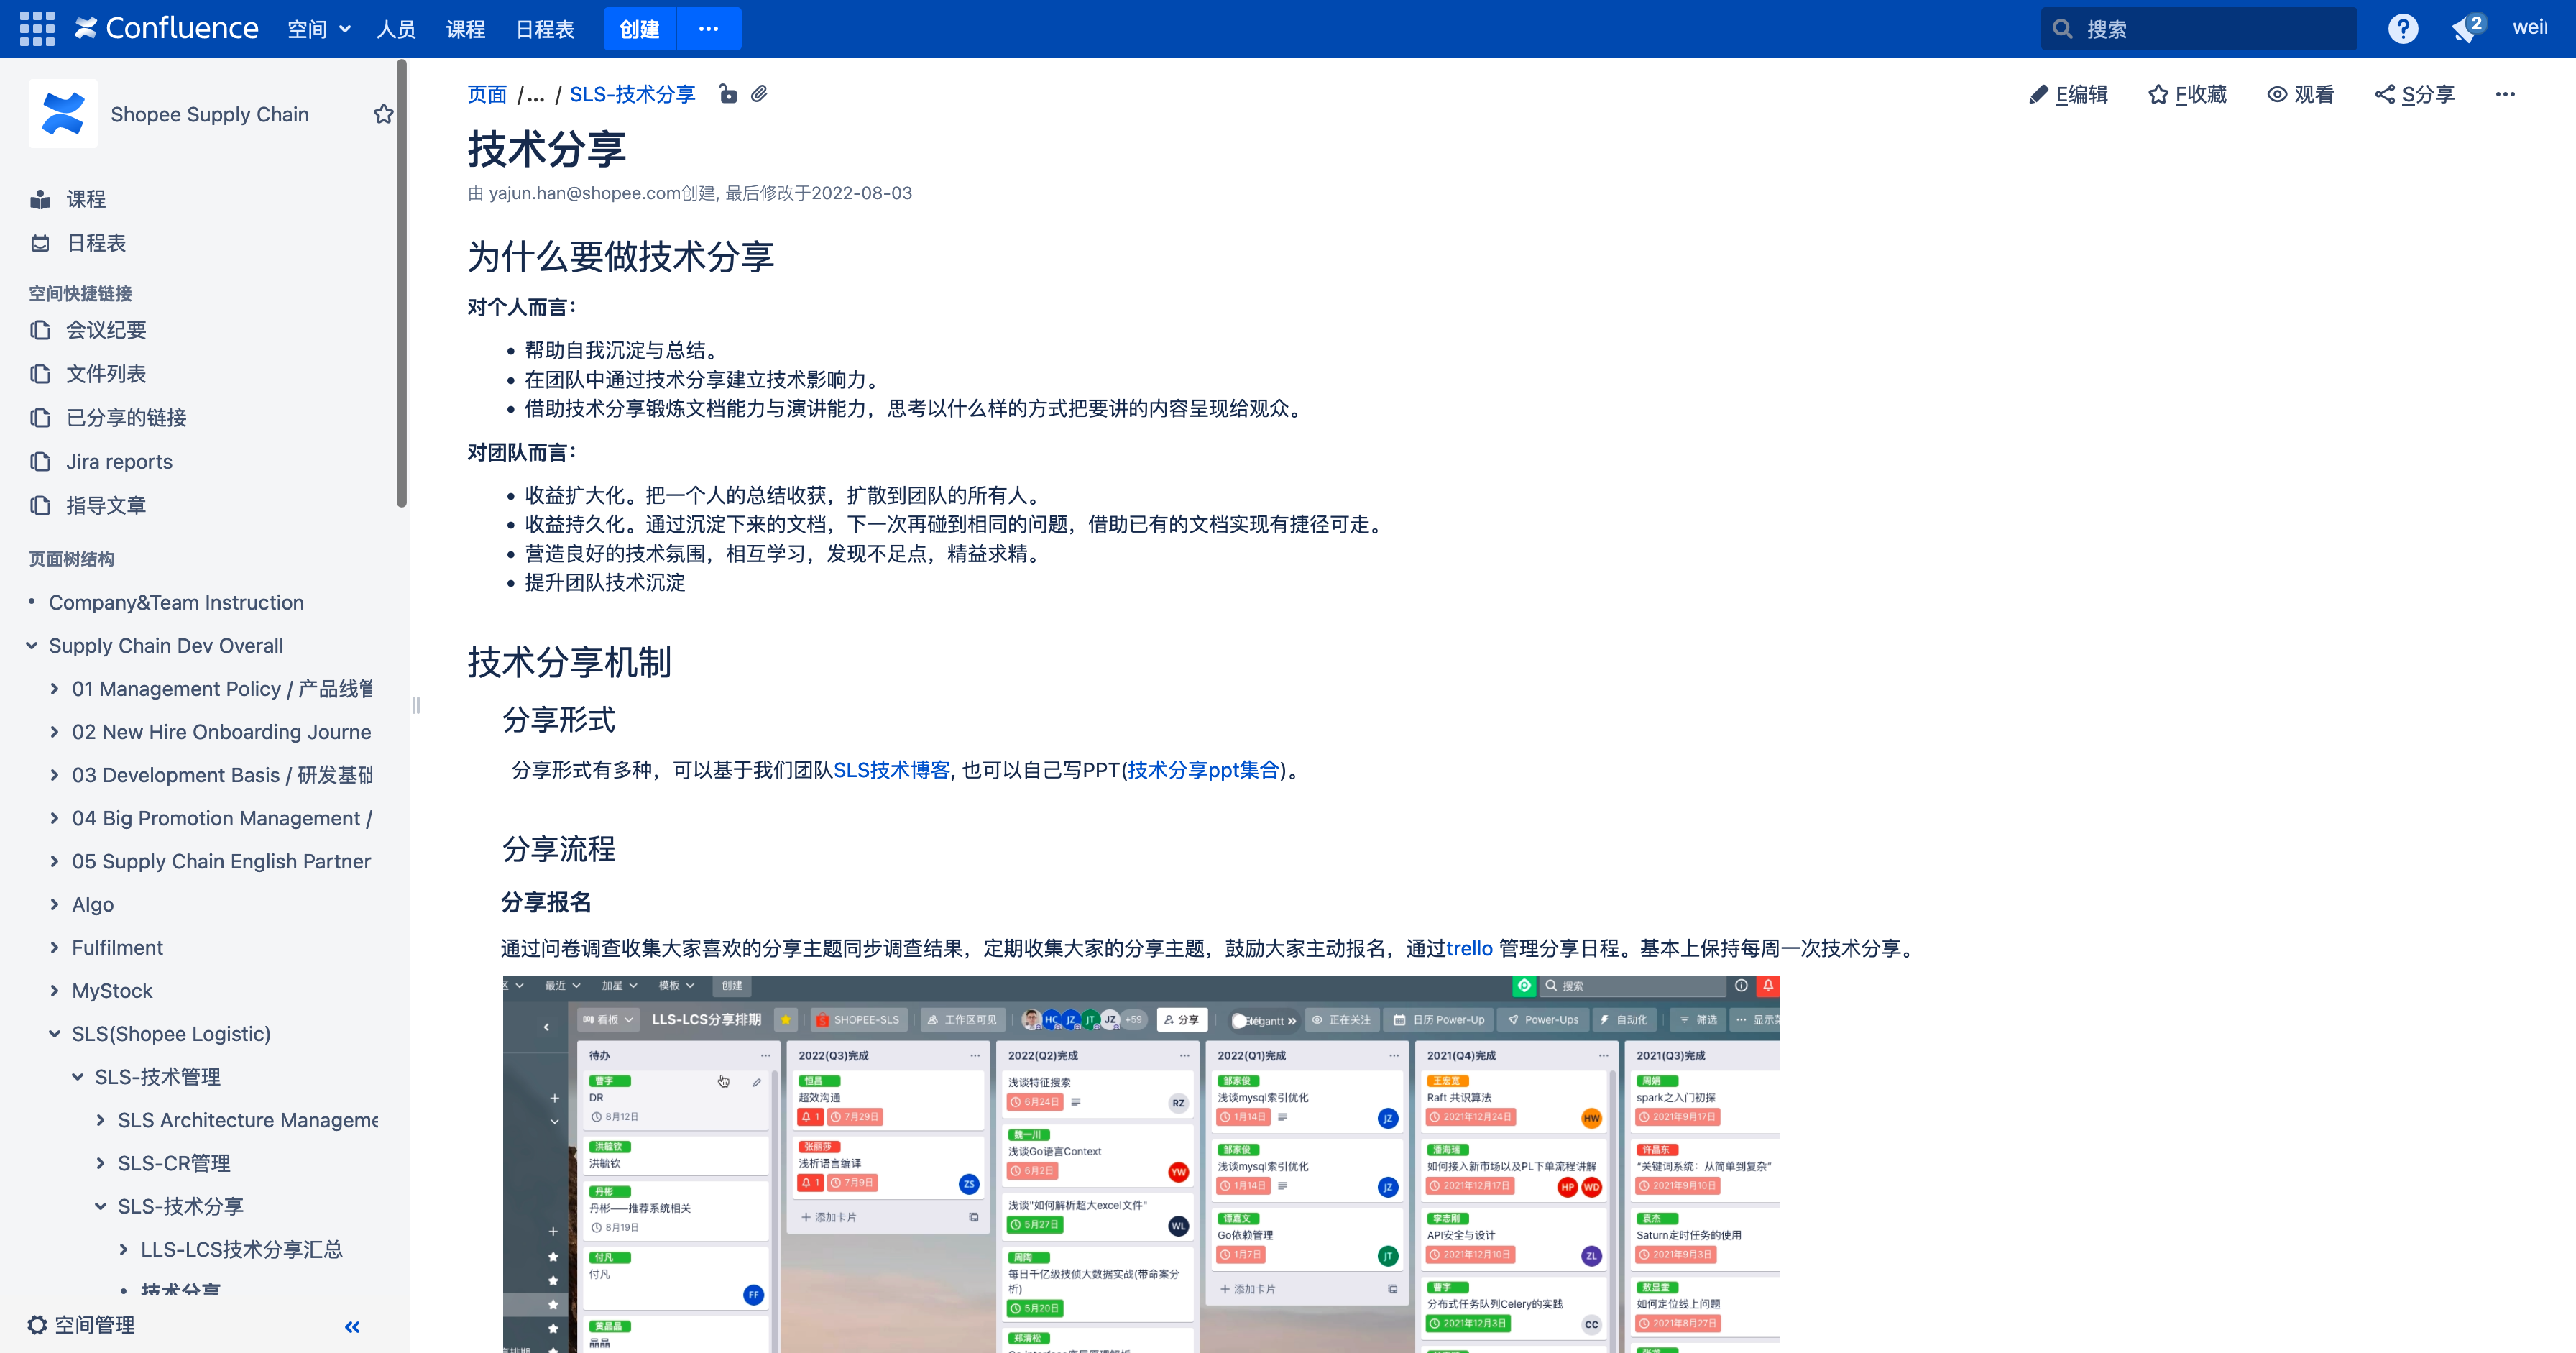 Confluence 空间 人员 课程 日程表 创建 ··· 搜索 2
Shopee Supply Chain
课程
日程表
空间快捷链接
会议纪要
文件列表
已分享的链接
Jira reports
指导文章
页面树结构
Company&Team Instruction
Supply Chain Dev Overall
01 Management Policy / 产品线管
02 New Hire Onboarding Journe
03 Development Basis / 研发基础
04 Big Promotion Management /
05 Supply Chain English Partner
Algo
Fulfilment
MyStock
SLS(Shopee Logistic)
SLS-技术管理
SLS Architecture Manageme
SLS-CR管理
SLS-技术分享
LLS-LCS技术分享汇总
技术分享
空间管理
页面 /... / SLS-技术分享
E编辑 F收藏 观看 S分享 ···
技术分享
由 yajun.han@shopee.com创建, 最后修改于2022-08-03
为什么要做技术分享
对个人而言：
帮助自我沉淀与总结。
在团队中通过技术分享建立技术影响力。
借助技术分享锻炼文档能力与演讲能力，思考以什么样的方式把要讲的内容呈现给观众。
对团队而言：
收益扩大化。把一个人的总结收获，扩散到团队的所有人。
收益持久化。通过沉淀下来的文档，下一次再碰到相同的问题，借助已有的文档实现有捷径可走。
营造良好的技术氛围，相互学习，发现不足点，精益求精。
提升团队技术沉淀
技术分享机制
分享形式
分享形式有多种，可以基于我们团队SLS技术博客, 也可以自己写PPT(技术分享ppt集合)。
分享流程
分享报名
通过问卷调查收集大家喜欢的分享主题同步调查结果，定期收集大家的分享主题，鼓励大家主动报名，通过trello 管理分享日程。基本上保持每周一次技术分享。
最近 加星 模板 创建 搜索
看板 LLS-LCS分享排期 SHOPEE-SLS 工作区可见 HC JZ JT JZ +59 分享 正在关注 日历 Power-Up Power-Ups 自动化 筛选
待办
曹宇
DR
8月12日
洪毓钦
洪毓钦
丹彬
丹彬——推荐系统相关
8月19日
付凡
付凡
FF
黄晶晶
晶晶
2022(Q3)完成
恒昌
超效沟通
1 7月29日
张丽莎
浅析语言编译
1 7月9日
ZS
添加卡片
2022(Q2)完成
浅谈特征搜索
6月24日
RZ
魏一川
浅谈Go语言Context
6月2日
YW
浅谈"如何解析超大excel文件"
5月27日
WL
周陶
每日千亿级技侦大数据实战(带命案分
析)
5月20日
郑清松
2022(Q1)完成
邹家俊
浅谈mysql索引优化
1月14日
JZ
邹家俊
浅谈mysql索引优化
1月14日
JZ
谭嘉文
Go依赖管理
1月7日
JT
添加卡片
2021(Q4)完成
王宏宽
Raft 共识算法
2021年12月24日
HW
潘海瑞
如何接入新市场以及PL下单流程讲解
2021年12月17日
HP WD
李志刚
API安全与设计
2021年12月10日
ZL
曹宇
分布式任务队列Celery的实践
2021年12月3日
CC
2021(Q3)完成
周娟
spark之入门初探
2021年9月17日
许晶东
"关键词系统：从简单到复杂"
2021年9月10日
袁杰
Saturn定时任务的使用
2021年9月3日
如何定位线上问题
2021年8月27日